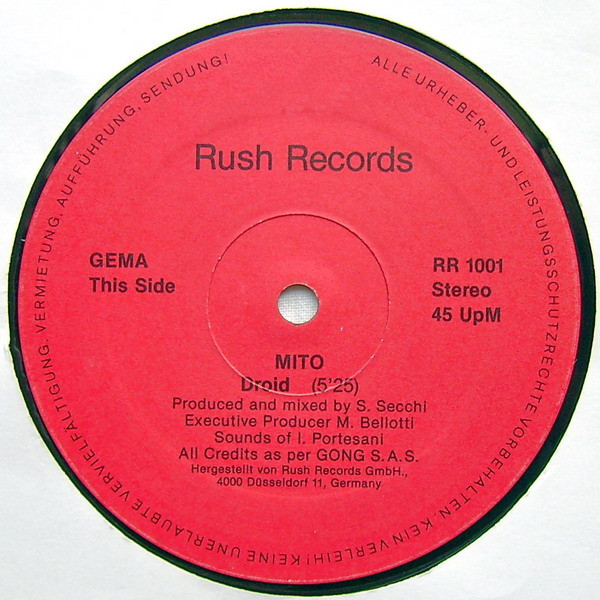 Rush Records
GEMA
This Side
RR 1001
Stereo
45 UpM
MITO
Droid (5'25)
Produced and mixed by S. Secchi
Executive Producer M. Bellotti
Sounds of I. Portesani
All Credits as per GONG S.A.S.
Hergestellt von Rush Records GmbH.,
4000 Düsseldorf 11, Germany
ALLE URHEBER- UND LEISTUNGSSCHUTZRECHTE VORBEHALTEN. KEIN VERLEIH! KEINE UNERLAUBTE VERVIELFÄLTIGUNG, VERMIETUNG, AUFFÜHRUNG, SENDUNG!